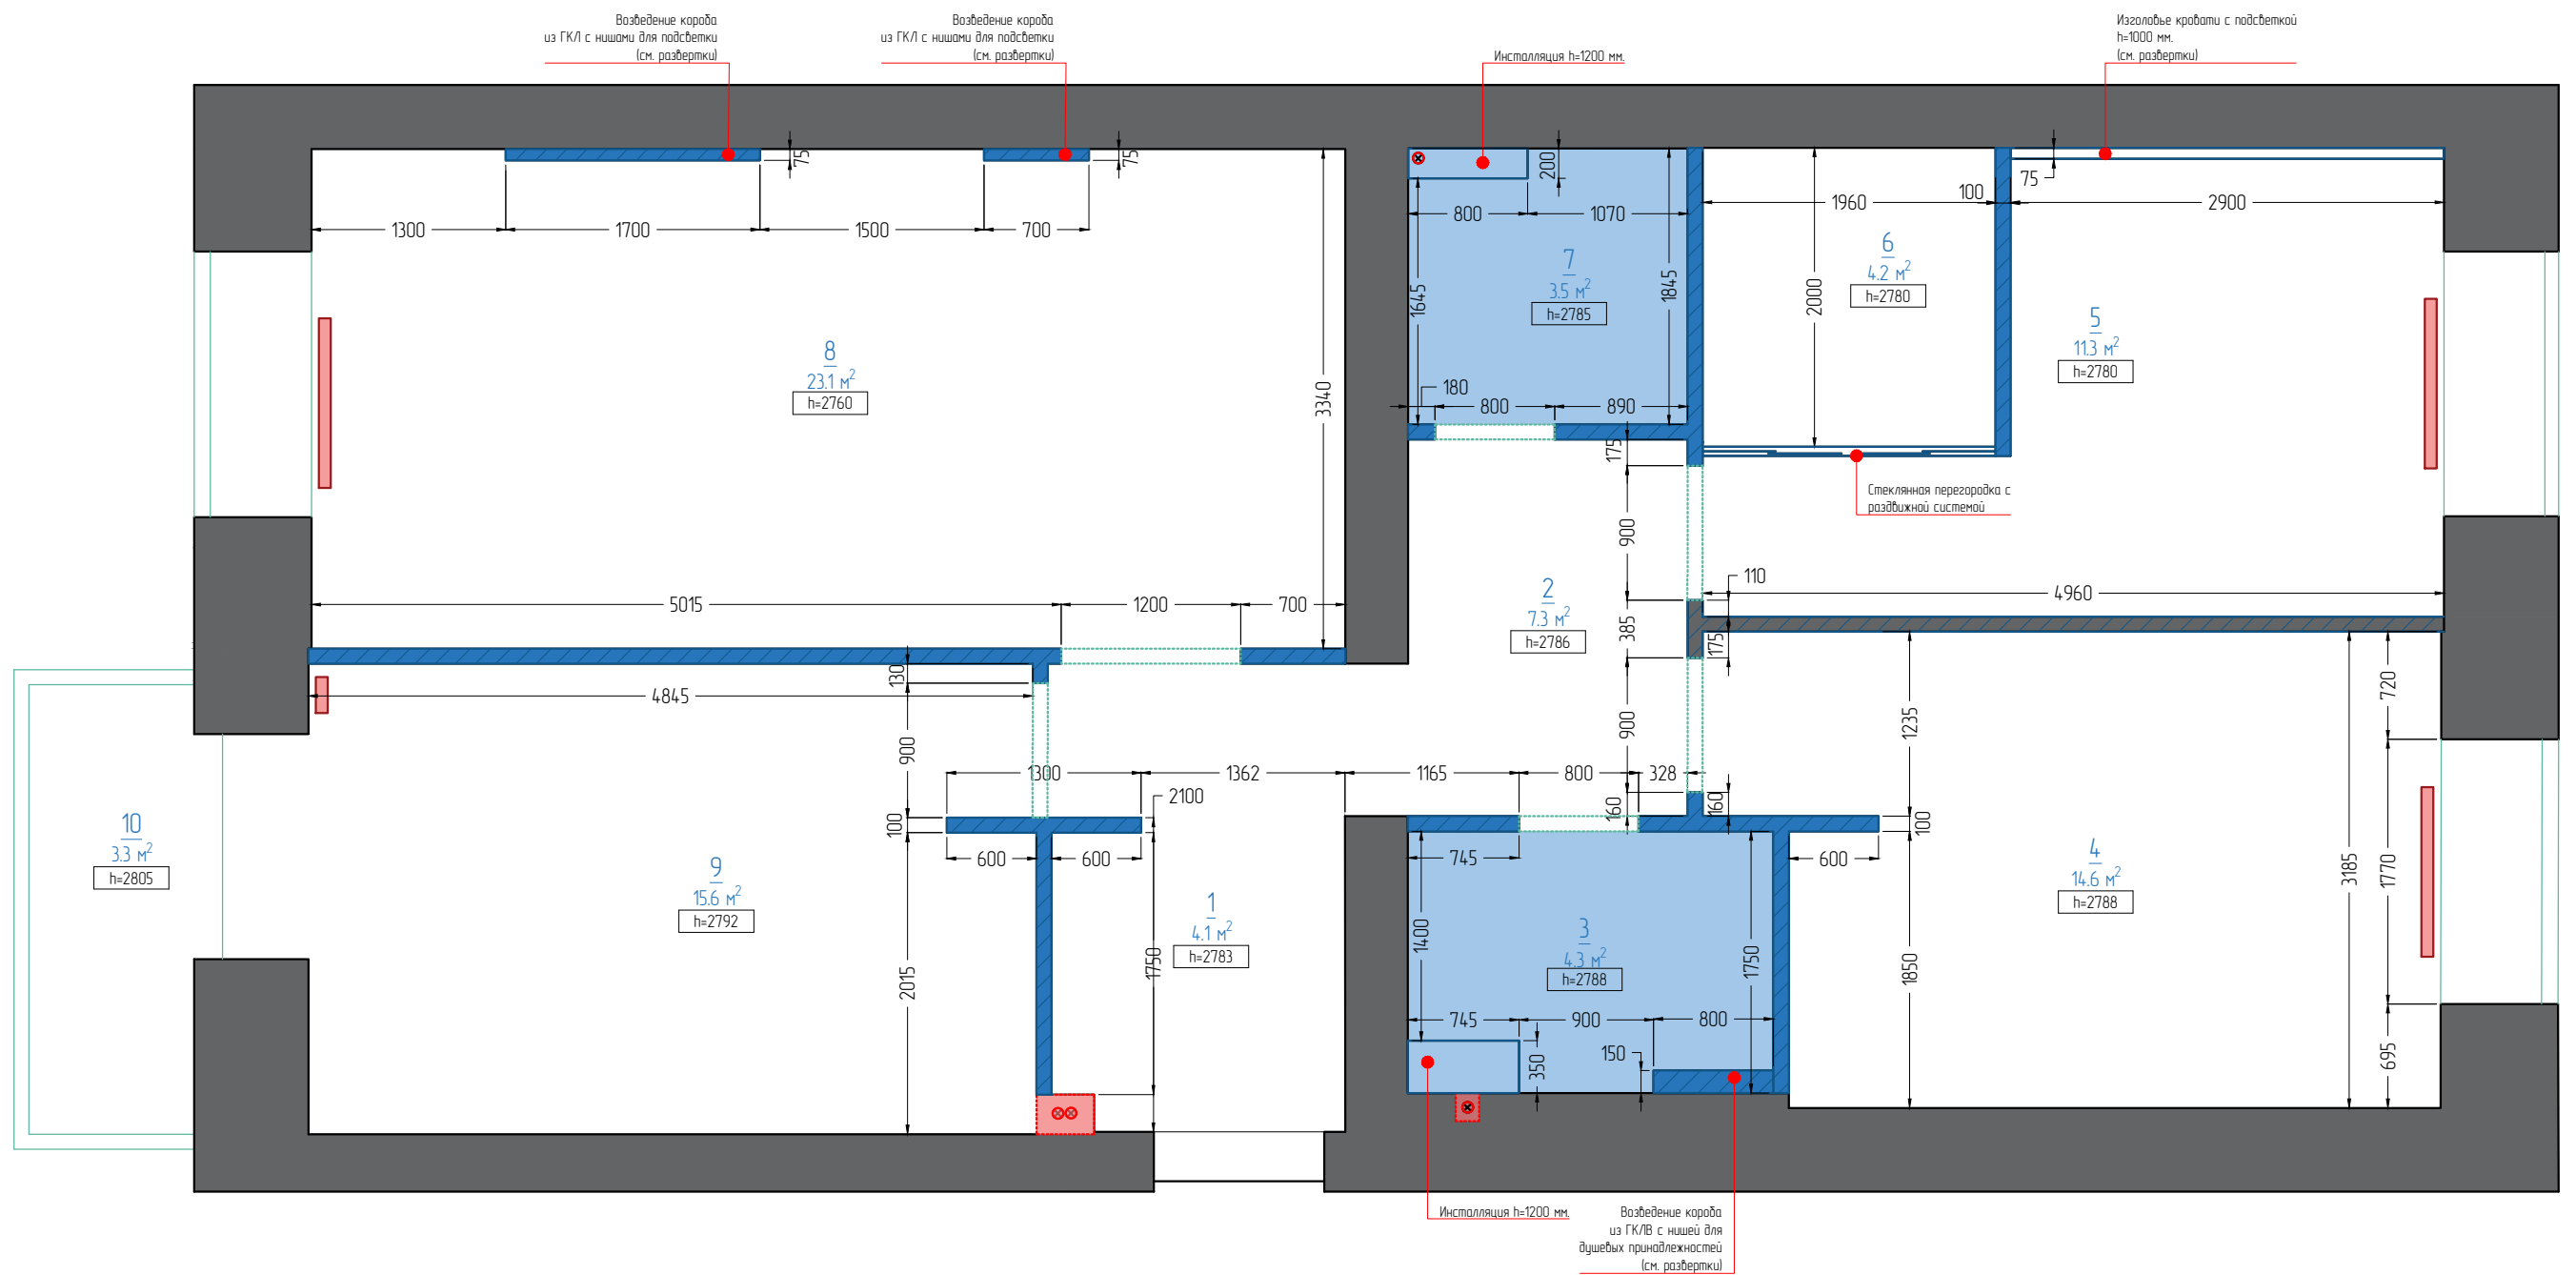 Возведение короба
из ГКЛ с нишами для подсветки
(см. развертки)
Возведение короба
из ГКЛ с нишами для подсветки
(см. развертки)
Инсталляция h=1200 мм.
Изголовье кровати с подсветкой
h=1000 мм.
(см. развертки)
75
75
200
75
100
1300
1700
1500
700
800
1070
1960
2900
7
3.5 м²
h=2785
6
4.2 м²
h=2780
1645
1845
2000
5
11.3 м²
h=2780
8
23.1 м²
h=2760
3340
180
800
890
175
Стеклянная перегородка с
раздвижной системой
900
110
4960
5015
1200
700
2
7.3 м²
h=2786
385
175
130
4845
720
900
900
1235
1300
1362
1165
800
328
2100
160
160
100
100
10
3.3 м²
h=2805
600
600
745
600
9
15.6 м²
h=2792
4
14.6 м²
h=2788
3185
1770
1
4.1 м²
h=2783
3
4.3 м²
h=2788
1400
1750
1750
1850
2015
745
900
800
150
350
695
Инсталляция h=1200 мм.
Возведение короба
из ГКЛВ с нишей для
душевых принадлежностей
(см. развертки)